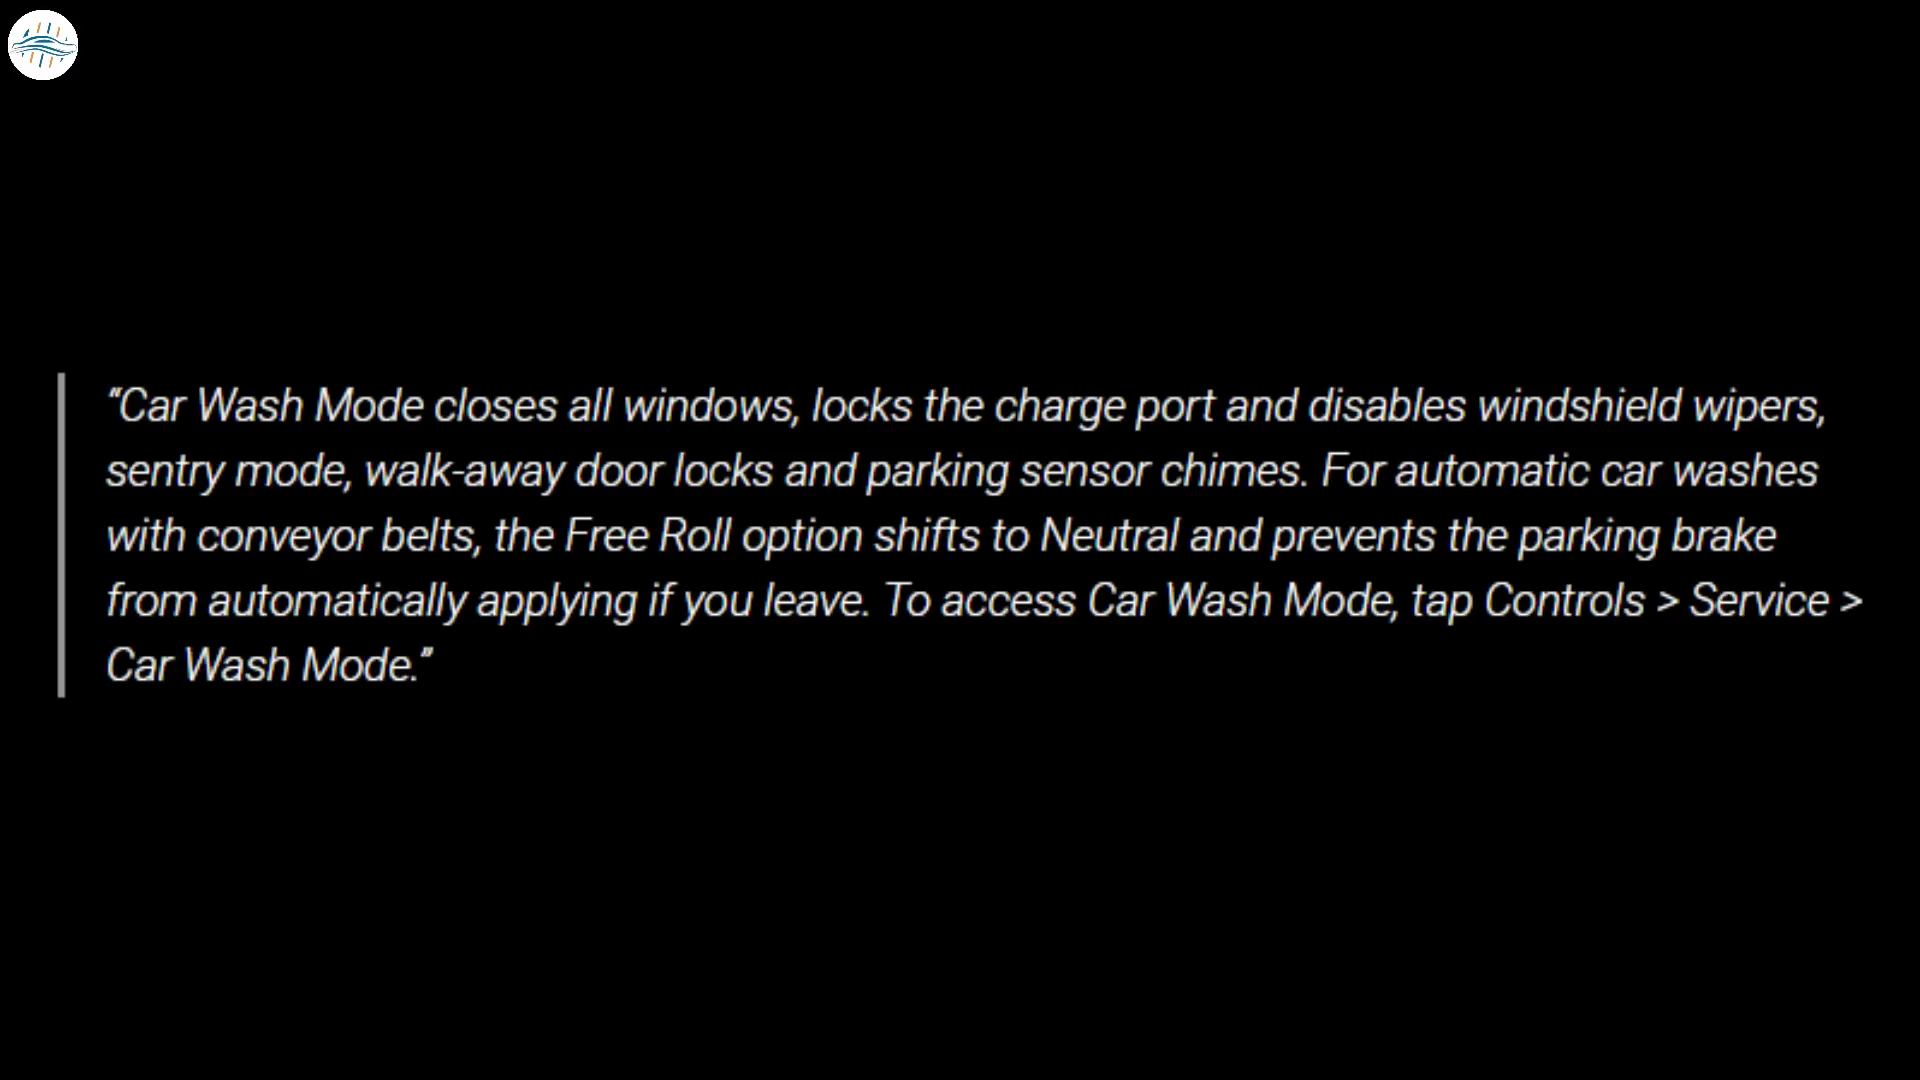 “Car Wash Mode closes all windows, locks the charge port and disables windshield wipers,
sentry mode, walk-away door locks and parking sensor chimes. For automatic car washes
with conveyor belts, the Free Roll option shifts to Neutral and prevents the parking brake
from automatically applying if you leave. To access Car Wash Mode, tap Controls > Service >
Car Wash Mode.”